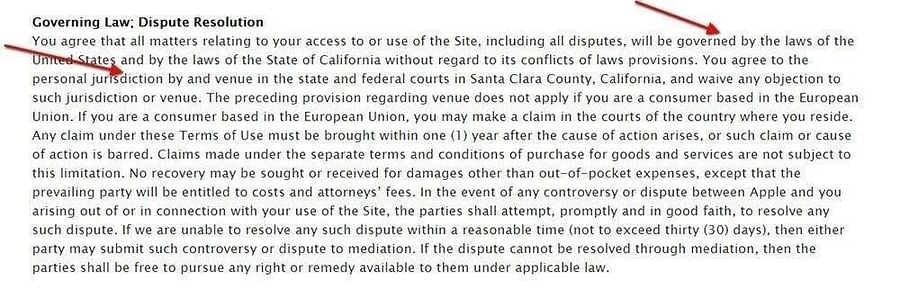 Governing Law; Dispute Resolution
You agree that all matters relating to your access to or use of the Site, including all disputes, will be governed by the laws of the
United States and by the laws of the State of California without regard to its conflicts of laws provisions. You agree to the
personal jurisdiction by and venue in the state and federal courts in Santa Clara County, California, and waive any objection to
such jurisdiction or venue. The preceding provision regarding venue does not apply if you are a consumer based in the European
Union. If you are a consumer based in the European Union, you may make a claim in the courts of the country where you reside.
Any claim under these Terms of Use must be brought within one (1) year after the cause of action arises, or such claim or cause
of action is barred. Claims made under the separate terms and conditions of purchase for goods and services are not subject to
this limitation. No recovery may be sought or received for damages other than out-of-pocket expenses, except that the
prevailing party will be entitled to costs and attorneys’ fees. In the event of any controversy or dispute between Apple and you
arising out of or in connection with your use of the Site, the parties shall attempt, promptly and in good faith, to resolve any
such dispute. If we are unable to resolve any such dispute within a reasonable time (not to exceed thirty (30) days), then either
party may submit such controversy or dispute to mediation. If the dispute cannot be resolved through mediation, then the
parties shall be free to pursue any right or remedy available to them under applicable law.